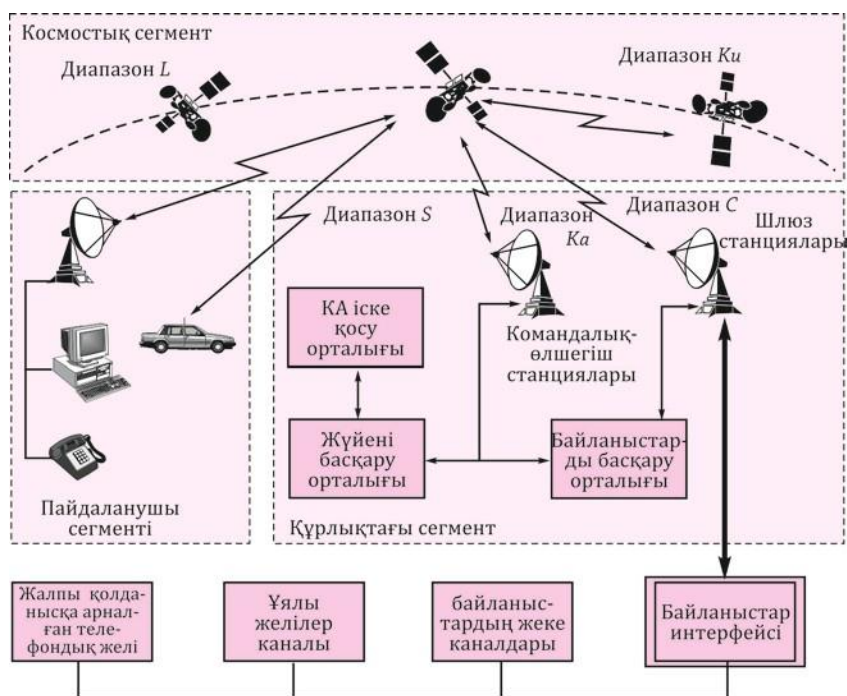 Космостық сегмент
Диапазон L
Диапазон Ku
Диапазон S
Диапазон
Ka
Диапазон C
Шлюз
станциялары
КА іске
қосу
орталығы
Командалық-
өлшегіш
станциялары
Жүйені
басқару
орталығы
Байланыстар-
ды басқару
орталығы
Пайдаланушы
сегменті
Құрлықтағы сегмент
Жалпы қолда-
нысқа арнал-
ған теле-
фондық желі
Ұялы
желілер
каналы
байланыс-
тардың жеке
каналдары
Байланыстар
интерфейсі